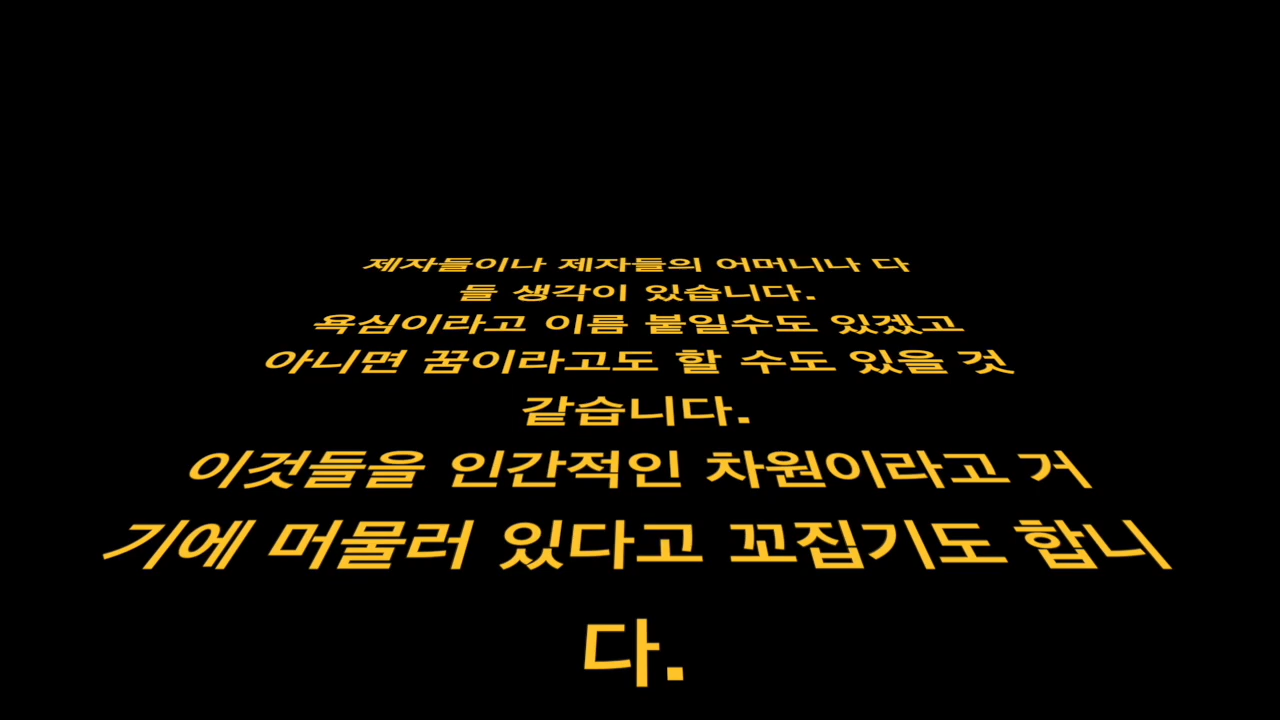 제자들이나 제자들의 어머니나 다
들 생각이 있습니다.
욕심이라고 이름 붙일수도 있겠고
아니면 꿈이라고도 할 수도 있을 것
같습니다.
이것들을 인간적인 차원이라고 거
기에 머물러 있다고 꼬집기도 합니
다.